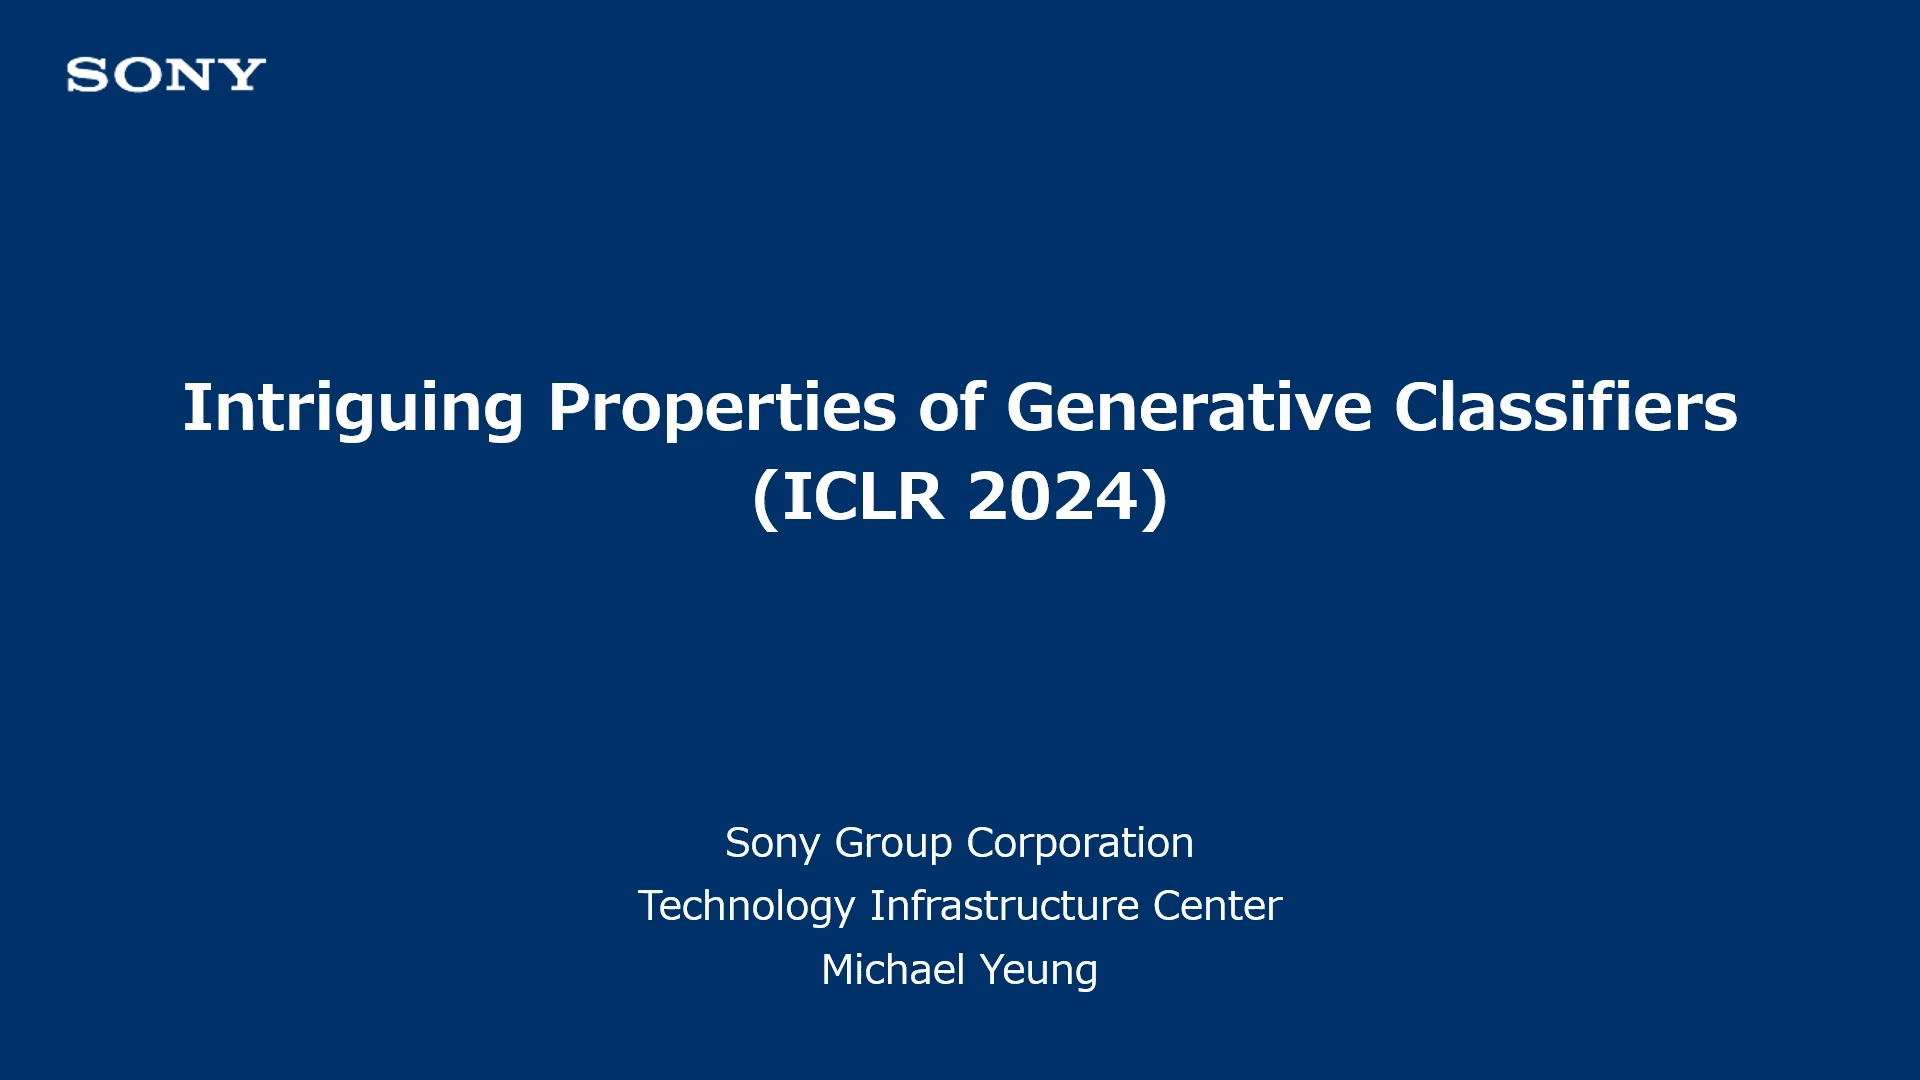 SONY
Intriguing Properties of Generative Classifiers
(ICLR 2024)
Sony Group Corporation
Technology Infrastructure Center
Michael Yeung